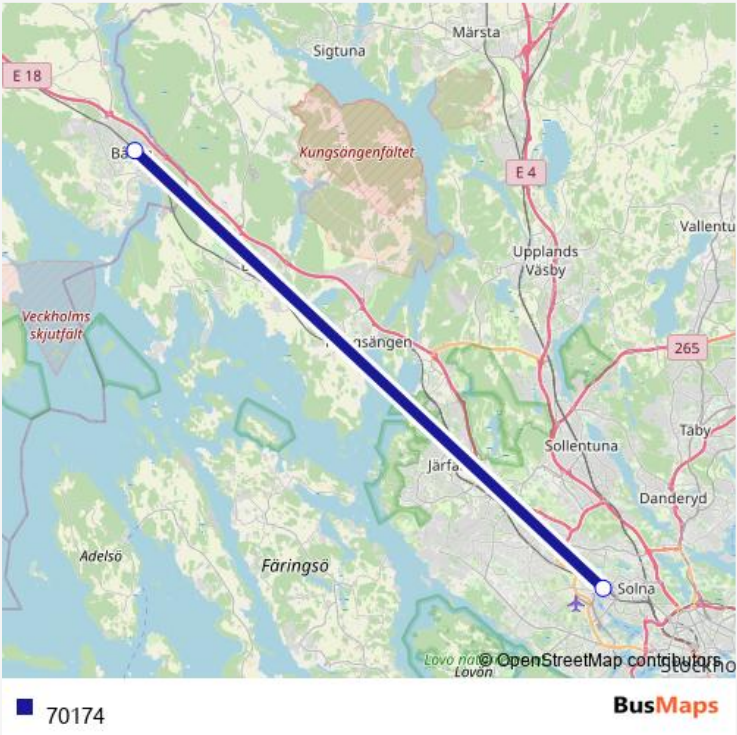 Märsta
Sigtuna
E 18
Kungsängenfältet
E 4
Vallentu
Upplands
Väsby
Veckholms
skjutfält
265
Täby
Sollentuna
Danderyd
Adelsö
Färingsö
Solna
© OpenStreetMap contributors
Lovön
70174
BusMaps